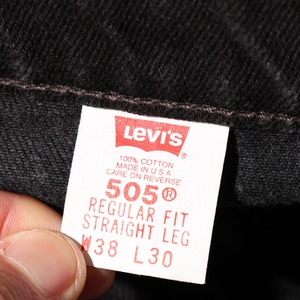 Levi's
®
100% COTTON
MADE IN U S A
CARE ON REVERSE
505®
REGULAR FIT
STRAIGHT LEG
W38 L30